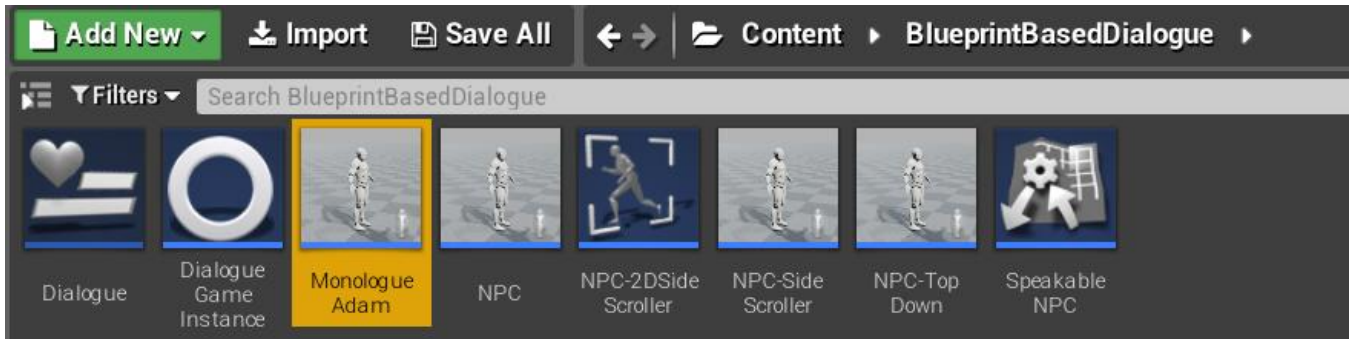 Add New Import Save All Content BlueprintBasedDialogue
Filters Search BlueprintBasedDialogue
Dialogue
Dialogue
Game
Instance
Monologue
Adam
NPC
NPC-2DSide
Scroller
NPC-Side
Scroller
NPC-Top
Down
Speakable
NPC